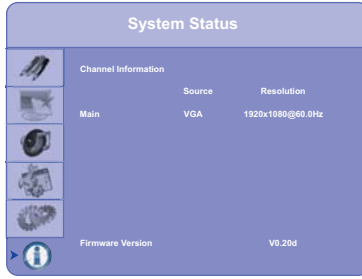 System Status
Channel Information
Source Resolution
Main VGA 1920x1080@60.0Hz
Firmware Version V0.20d